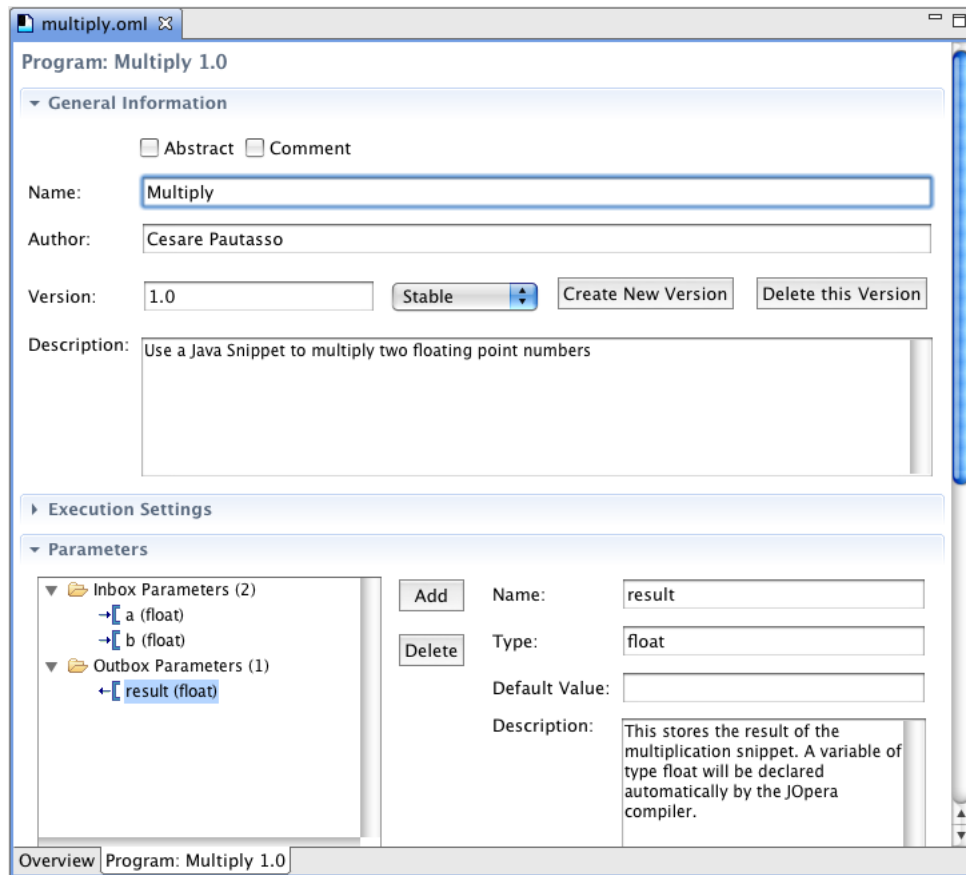 multiply.oml
Program: Multiply 1.0
General Information
Abstract Comment
Name: Multiply
Author: Cesare Pautasso
Version: 1.0 Stable Create New Version Delete this Version
Description: Use a Java Snippet to multiply two floating point numbers
Execution Settings
Parameters
Inbox Parameters (2)
a (float)
b (float)
Outbox Parameters (1)
result (float)
Add
Delete
Name: result
Type: float
Default Value:
Description: This stores the result of the
multiplication snippet. A variable of
type float will be declared
automatically by the JOpera
compiler.
Overview Program: Multiply 1.0